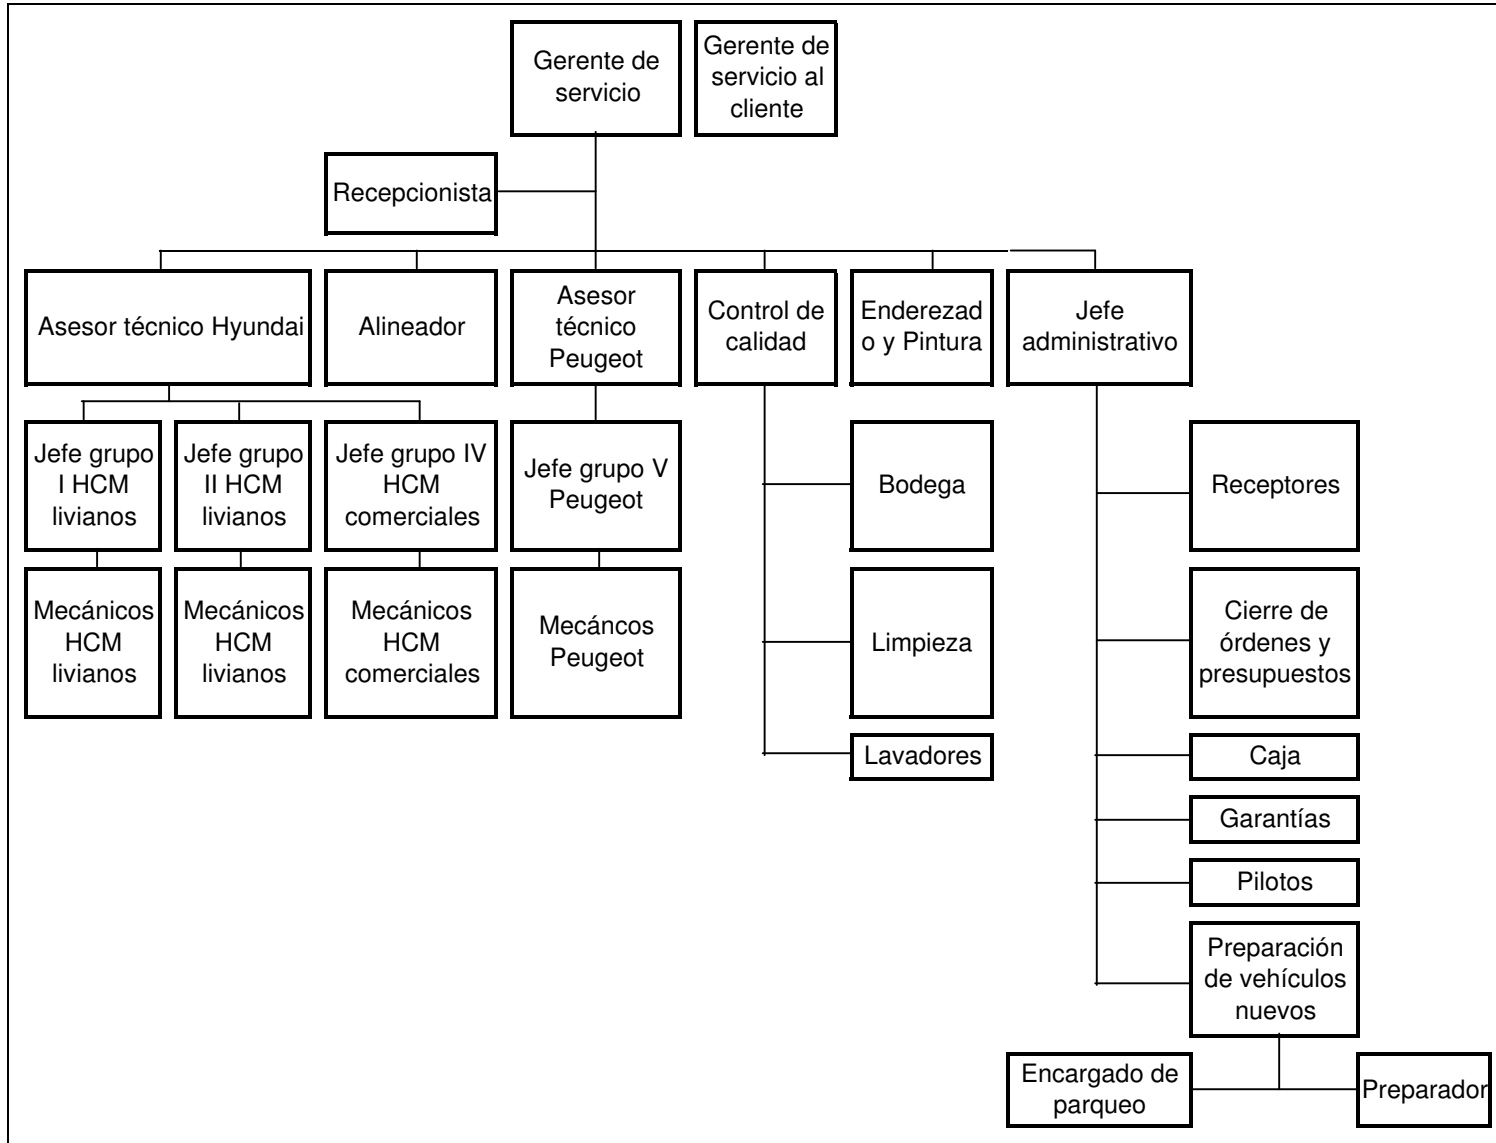 Gerente de
servicio
Gerente de
servicio al
cliente
Recepcionista
Asesor técnico Hyundai
Alineador
Asesor
técnico
Peugeot
Control de
calidad
Enderezad
o y Pintura
Jefe
administrativo
Jefe grupo
I HCM
livianos
Jefe grupo
II HCM
livianos
Jefe grupo IV
HCM
comerciales
Jefe grupo V
Peugeot
Bodega
Receptores
Mecánicos
HCM
livianos
Mecánicos
HCM
livianos
Mecánicos
HCM
comerciales
Mecáncos
Peugeot
Limpieza
Cierre de
órdenes y
presupuestos
Lavadores
Caja
Garantías
Pilotos
Preparación
de vehículos
nuevos
Encargado de
parqueo
Preparador